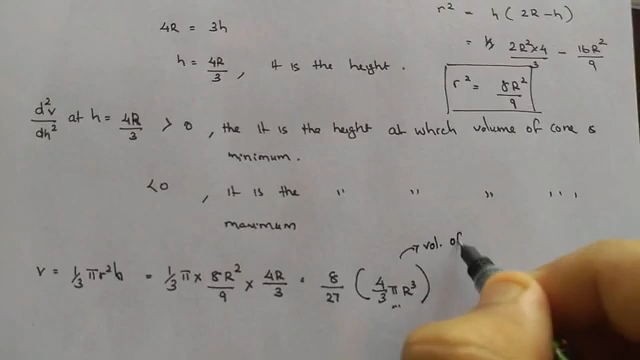 4R = 3h
h = 4R/3 , it is the height .
r² = h ( 2R - h )
= 2R²×4/3 - 16R²/9
r² = 8R²/9
d²v/dh² at h = 4R/3 > 0 , the it is the height at which volume of cone is
minimum .
<0 , it is the " " " " " "
maximum
v = 1/3 πr²h = 1/3 π × 8R²/9 × 4R/3 = 8/27 ( 4/3 πR³ ) → vol. of